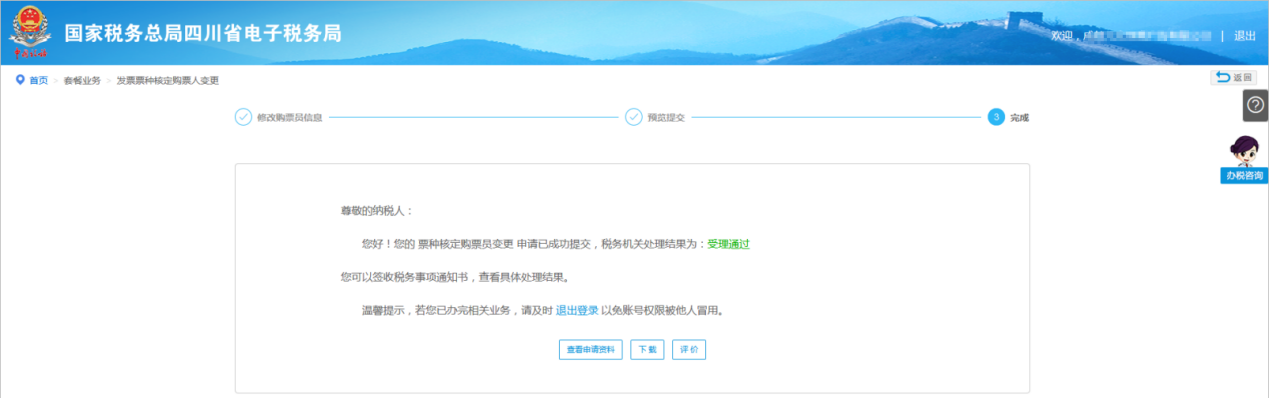 国家税务总局四川省电子税务局
欢迎， | 退出
首页 > 套餐业务 > 发票票种核定购票人变更
返回
修改购票员信息 预览提交 3 完成
办税咨询
尊敬的纳税人：
您好！您的 票种核定购票员变更 申请已成功提交，税务机关处理结果为：受理通过
您可以签收税务事项通知书，查看具体处理结果。
温馨提示，若您已办完相关业务，请及时 退出登录 以免账号权限被他人冒用。
查看申请资料 下载 评价